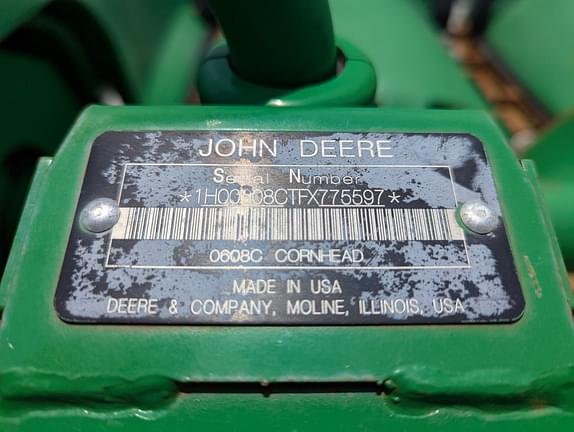 JOHN DEERE
Serial Number
*1H00608CTFX775597*
0608C CORNHEAD
MADE IN USA
DEERE & COMPANY, MOLINE, ILLINOIS, USA